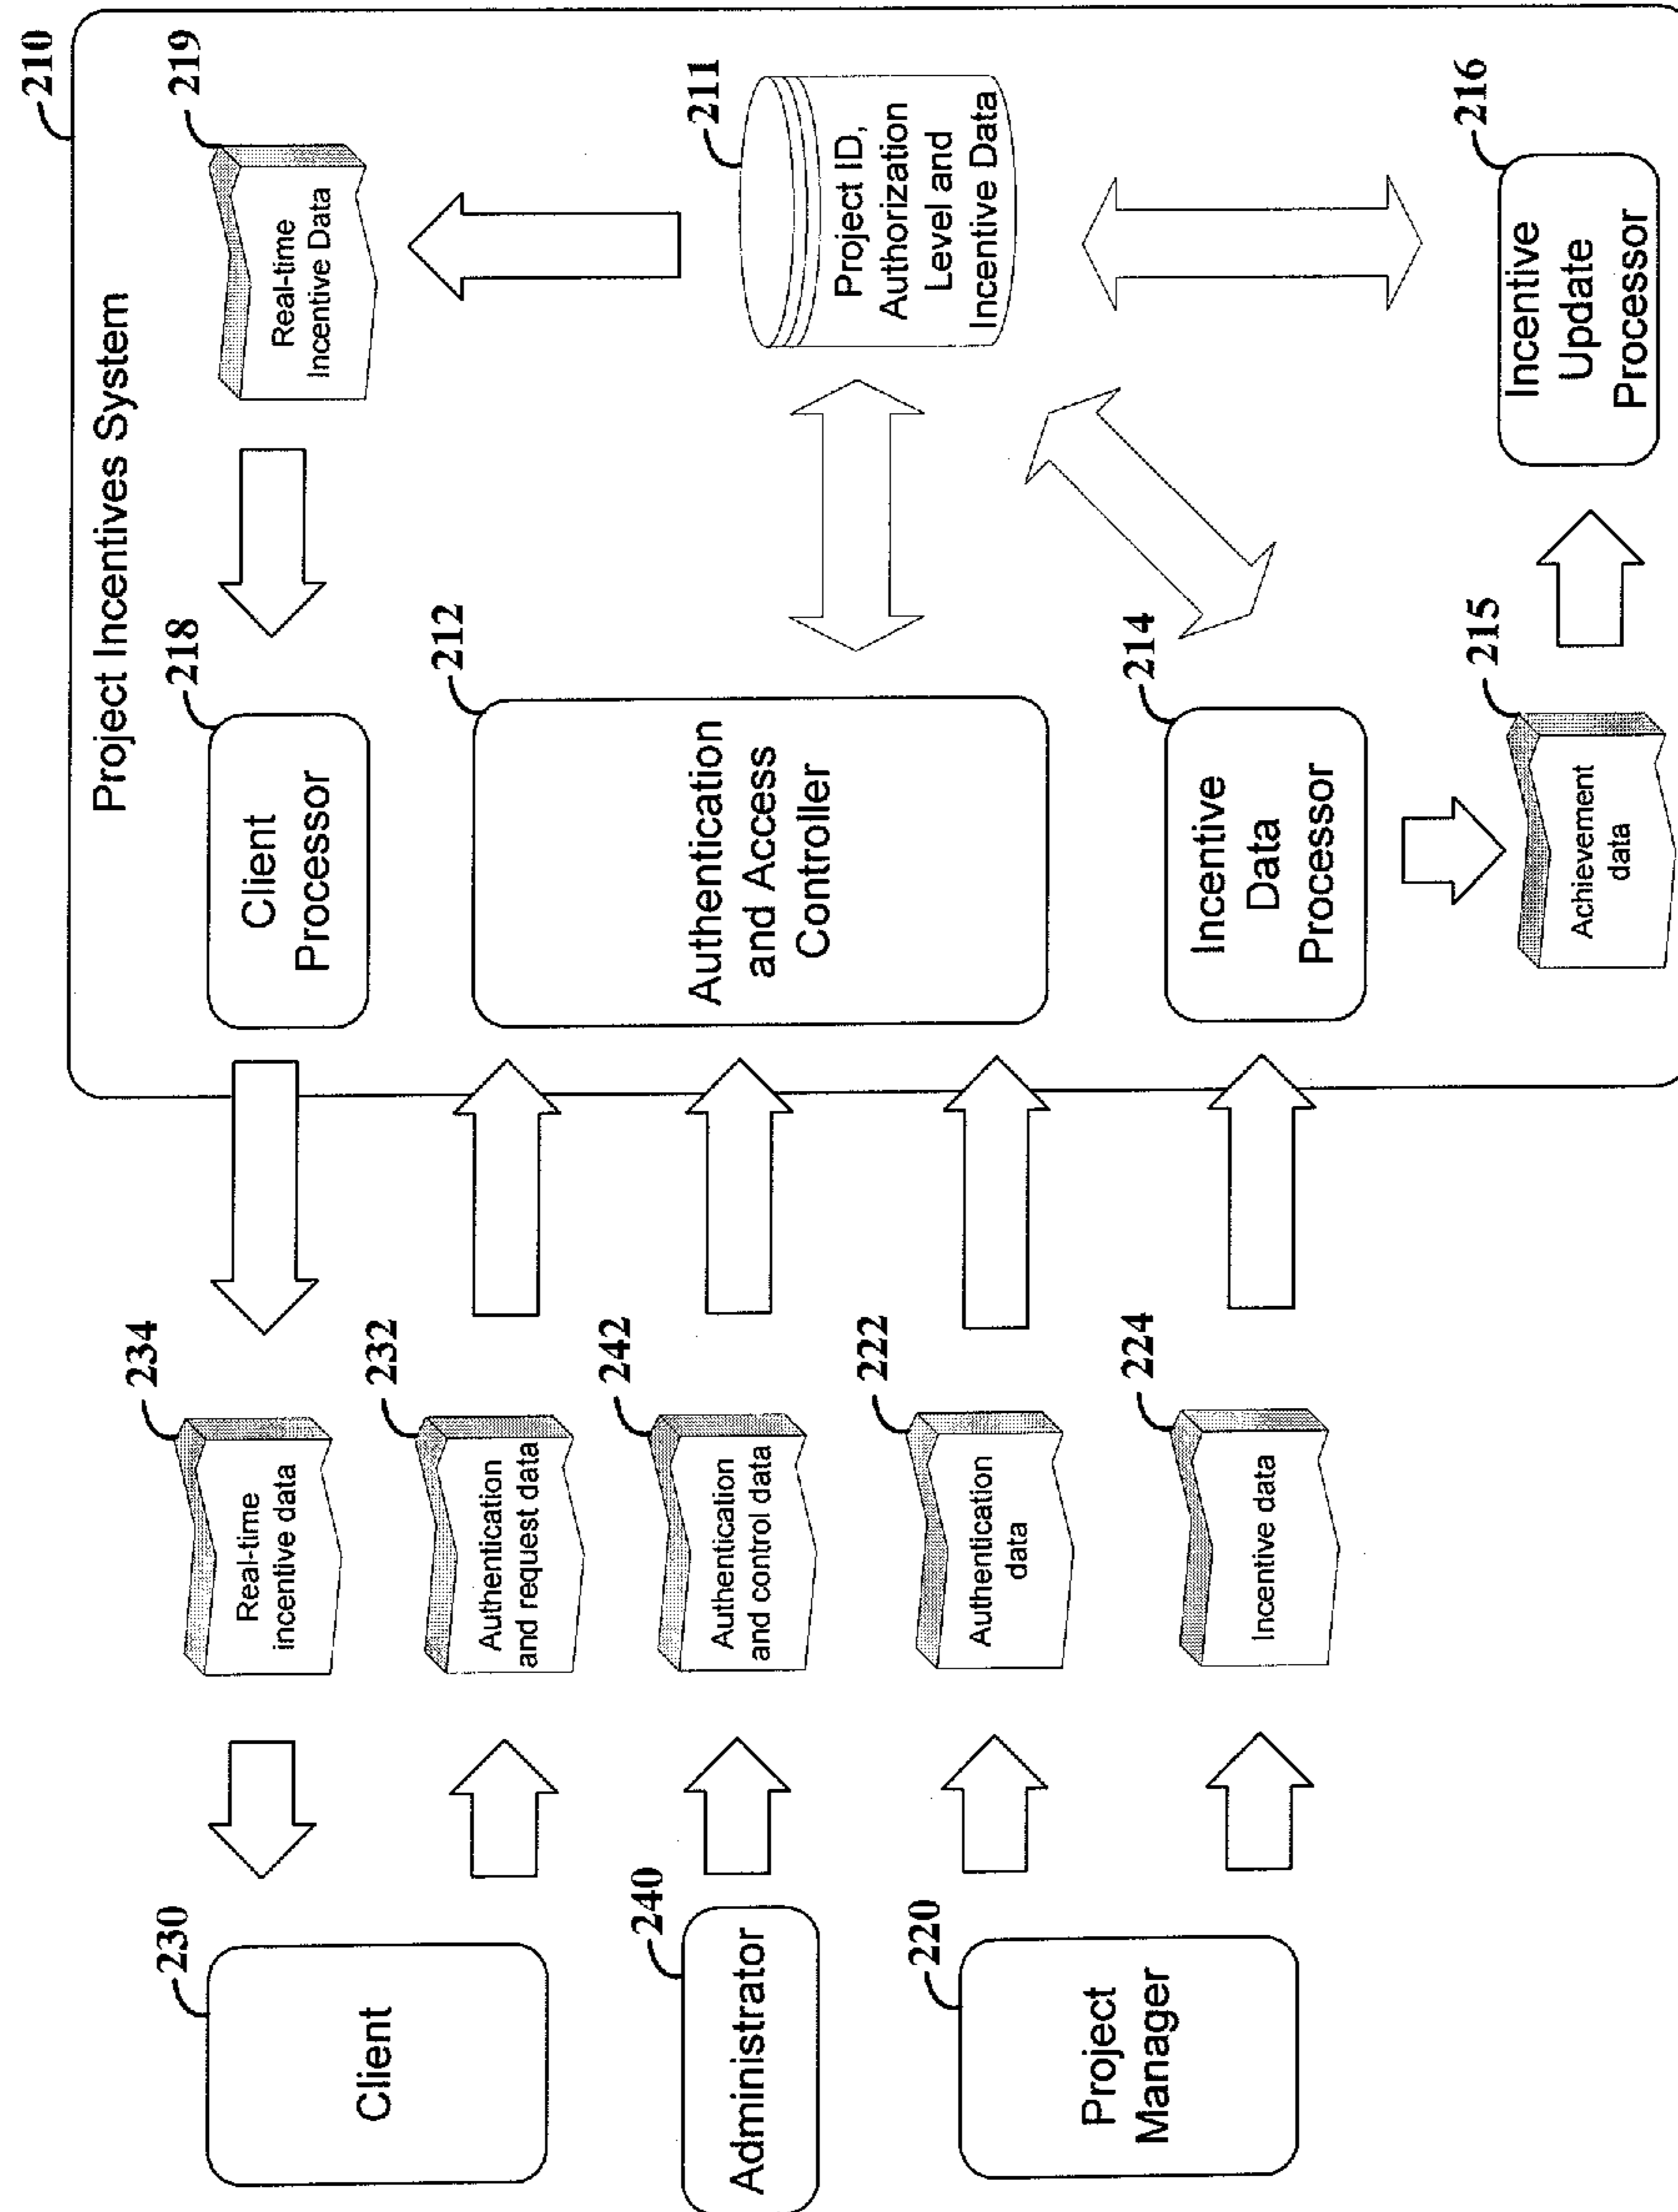 210
Project Incentives System
230
Client
234
Real-time
incentive data
218
Client
Processor
219
Real-time
Incentive Data
232
Authentication
and request data
240
Administrator
242
Authentication
and control data
212
Authentication
and Access
Controller
211
Project ID,
Authorization
Level and
Incentive Data
220
Project
Manager
222
Authentication
data
224
Incentive data
214
Incentive
Data
Processor
215
Achievement
data
216
Incentive
Update
Processor